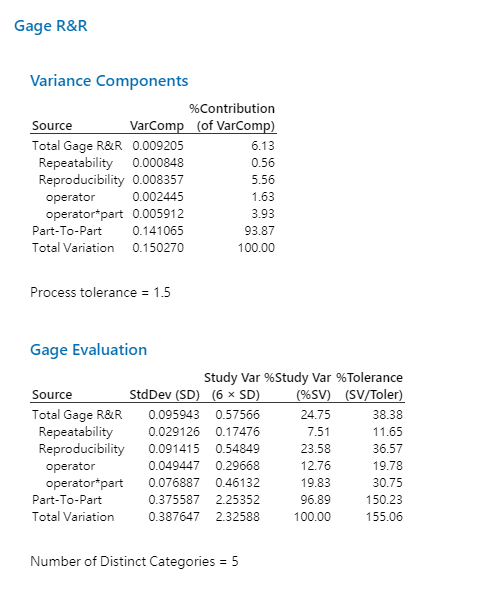 Gage R&R
Variance Components
%Contribution
Source VarComp (of VarComp)
Total Gage R&R 0.009205 6.13
Repeatability 0.000848 0.56
Reproducibility 0.008357 5.56
operator 0.002445 1.63
operator*part 0.005912 3.93
Part-To-Part 0.141065 93.87
Total Variation 0.150270 100.00
Process tolerance = 1.5
Gage Evaluation
Study Var %Study Var %Tolerance
Source StdDev (SD) (6 × SD) (%SV) (SV/Toler)
Total Gage R&R 0.095943 0.57566 24.75 38.38
Repeatability 0.029126 0.17476 7.51 11.65
Reproducibility 0.091415 0.54849 23.58 36.57
operator 0.049447 0.29668 12.76 19.78
operator*part 0.076887 0.46132 19.83 30.75
Part-To-Part 0.375587 2.25352 96.89 150.23
Total Variation 0.387647 2.32588 100.00 155.06
Number of Distinct Categories = 5